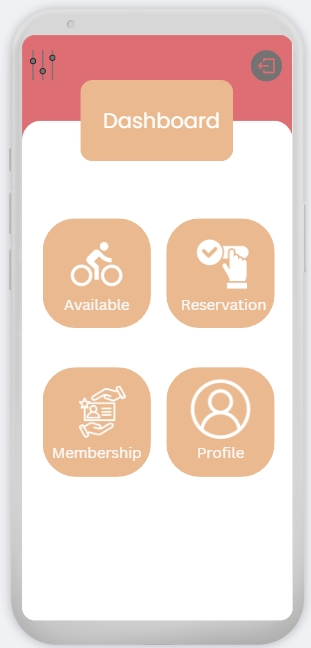 Dashboard
Available
Reservation
Membership
Profile